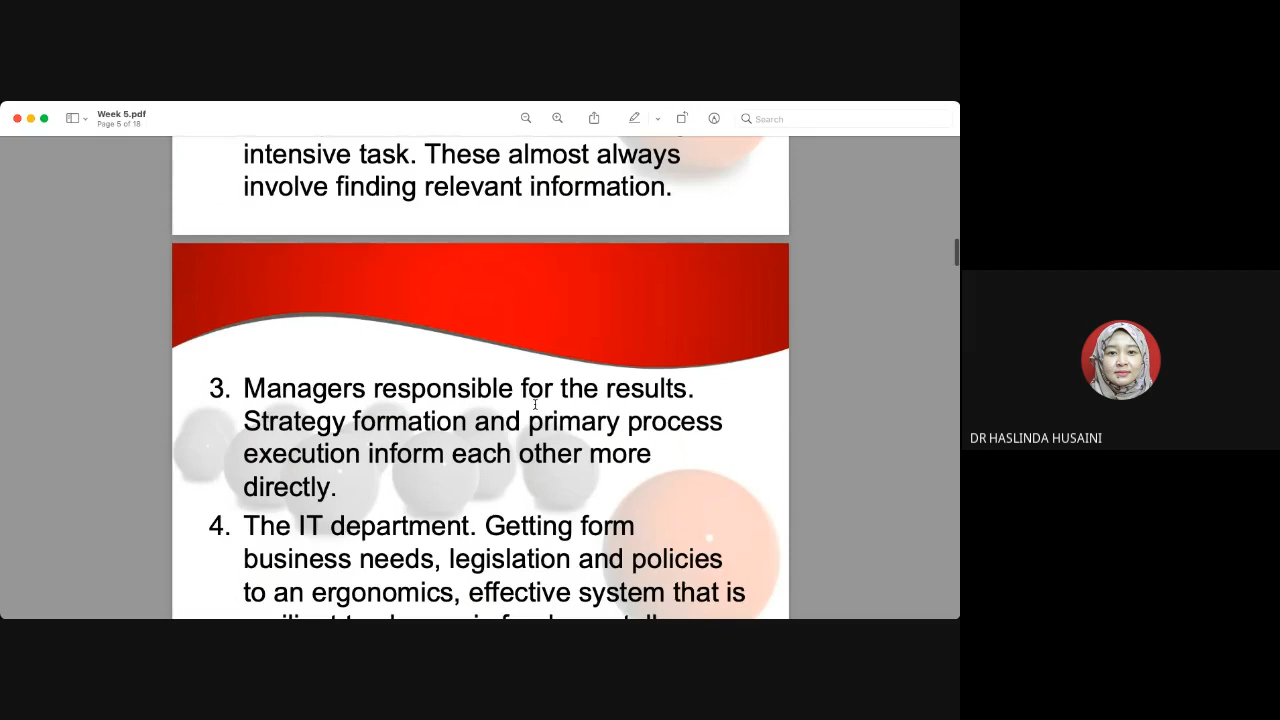 Week 5.pdf
Page 5 of 18
Search
intensive task. These almost always
involve finding relevant information.
3. Managers responsible for the results.
Strategy formation and primary process
execution inform each other more
directly.
4. The IT department. Getting form
business needs, legislation and policies
to an ergonomics, effective system that is
DR HASLINDA HUSAINI